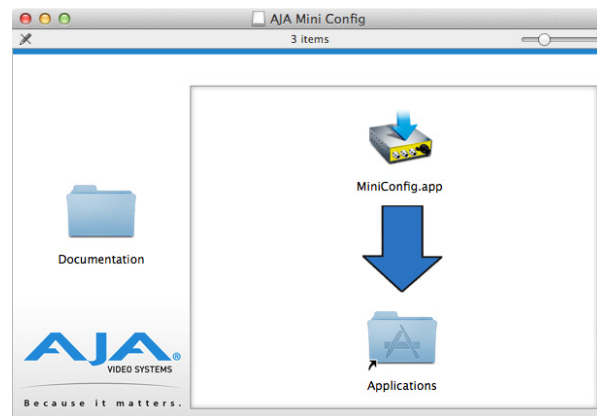 AJA Mini Config
3 items
MiniConfig.app
Documentation
Applications
AJA®
VIDEO SYSTEMS
Because it matters.